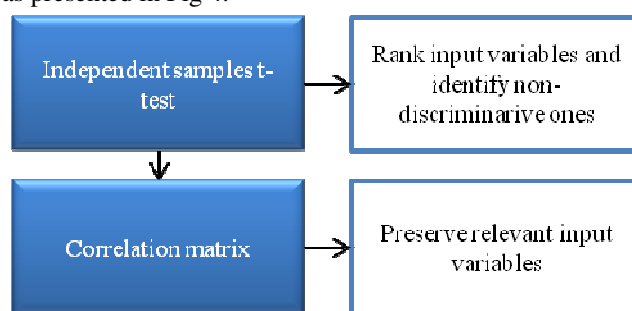 as presented in Fig 4.
Independent samples t-
test
Rank input variables and
identify non-
discriminative ones
Correlation matrix
Preserve relevant input
variables